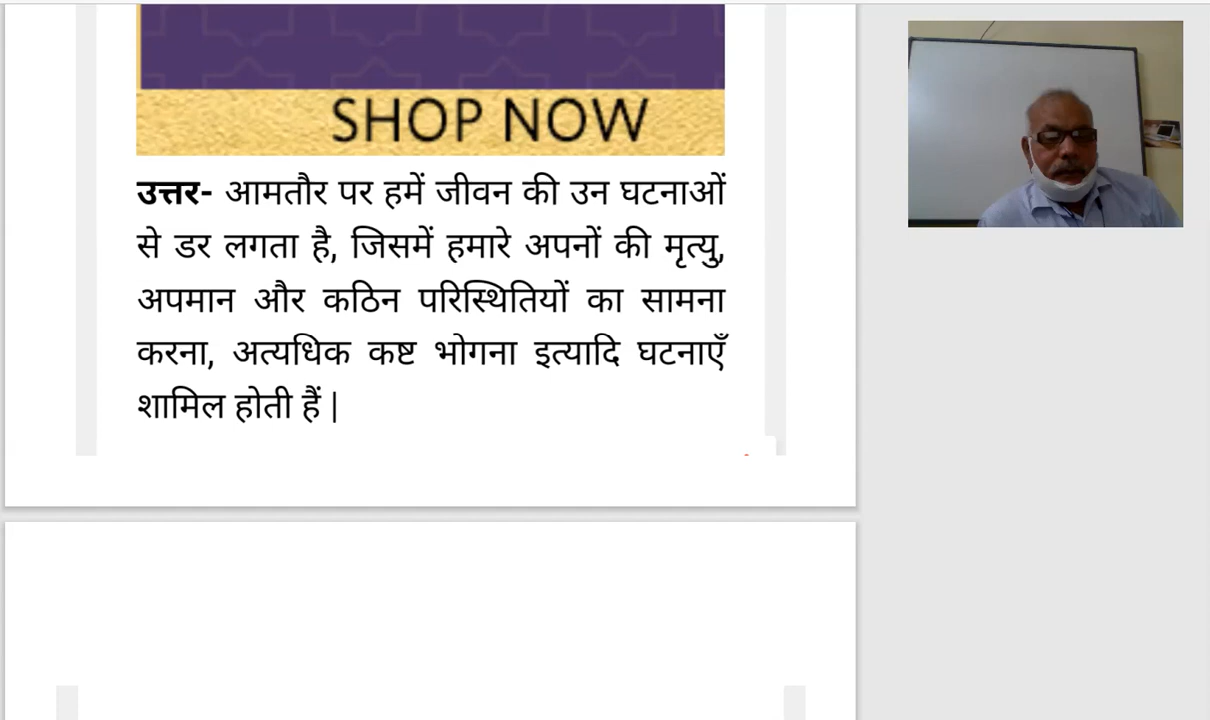 SHOP NOW
उत्तर- आमतौर पर हमें जीवन की उन घटनाओं
से डर लगता है, जिसमें हमारे अपनों की मृत्यु,
अपमान और कठिन परिस्थितियों का सामना
करना, अत्यधिक कष्ट भोगना इत्यादि घटनाएँ
शामिल होती हैं |